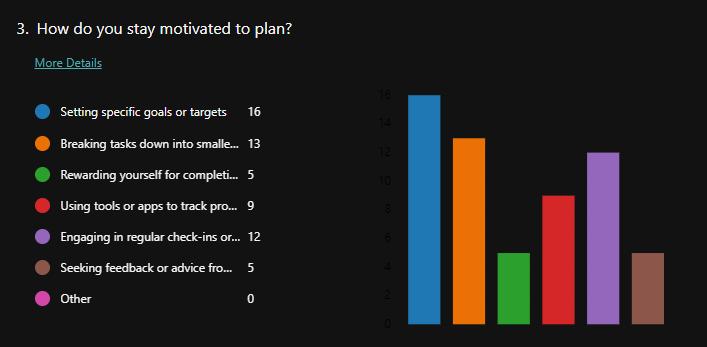 3. How do you stay motivated to plan?
More Details
Setting specific goals or targets 16
Breaking tasks down into smalle... 13
Rewarding yourself for completi... 5
Using tools or apps to track pro... 9
Engaging in regular check-ins or... 12
Seeking feedback or advice fro... 5
Other 0
16
14
12
10
8
6
4
2
0